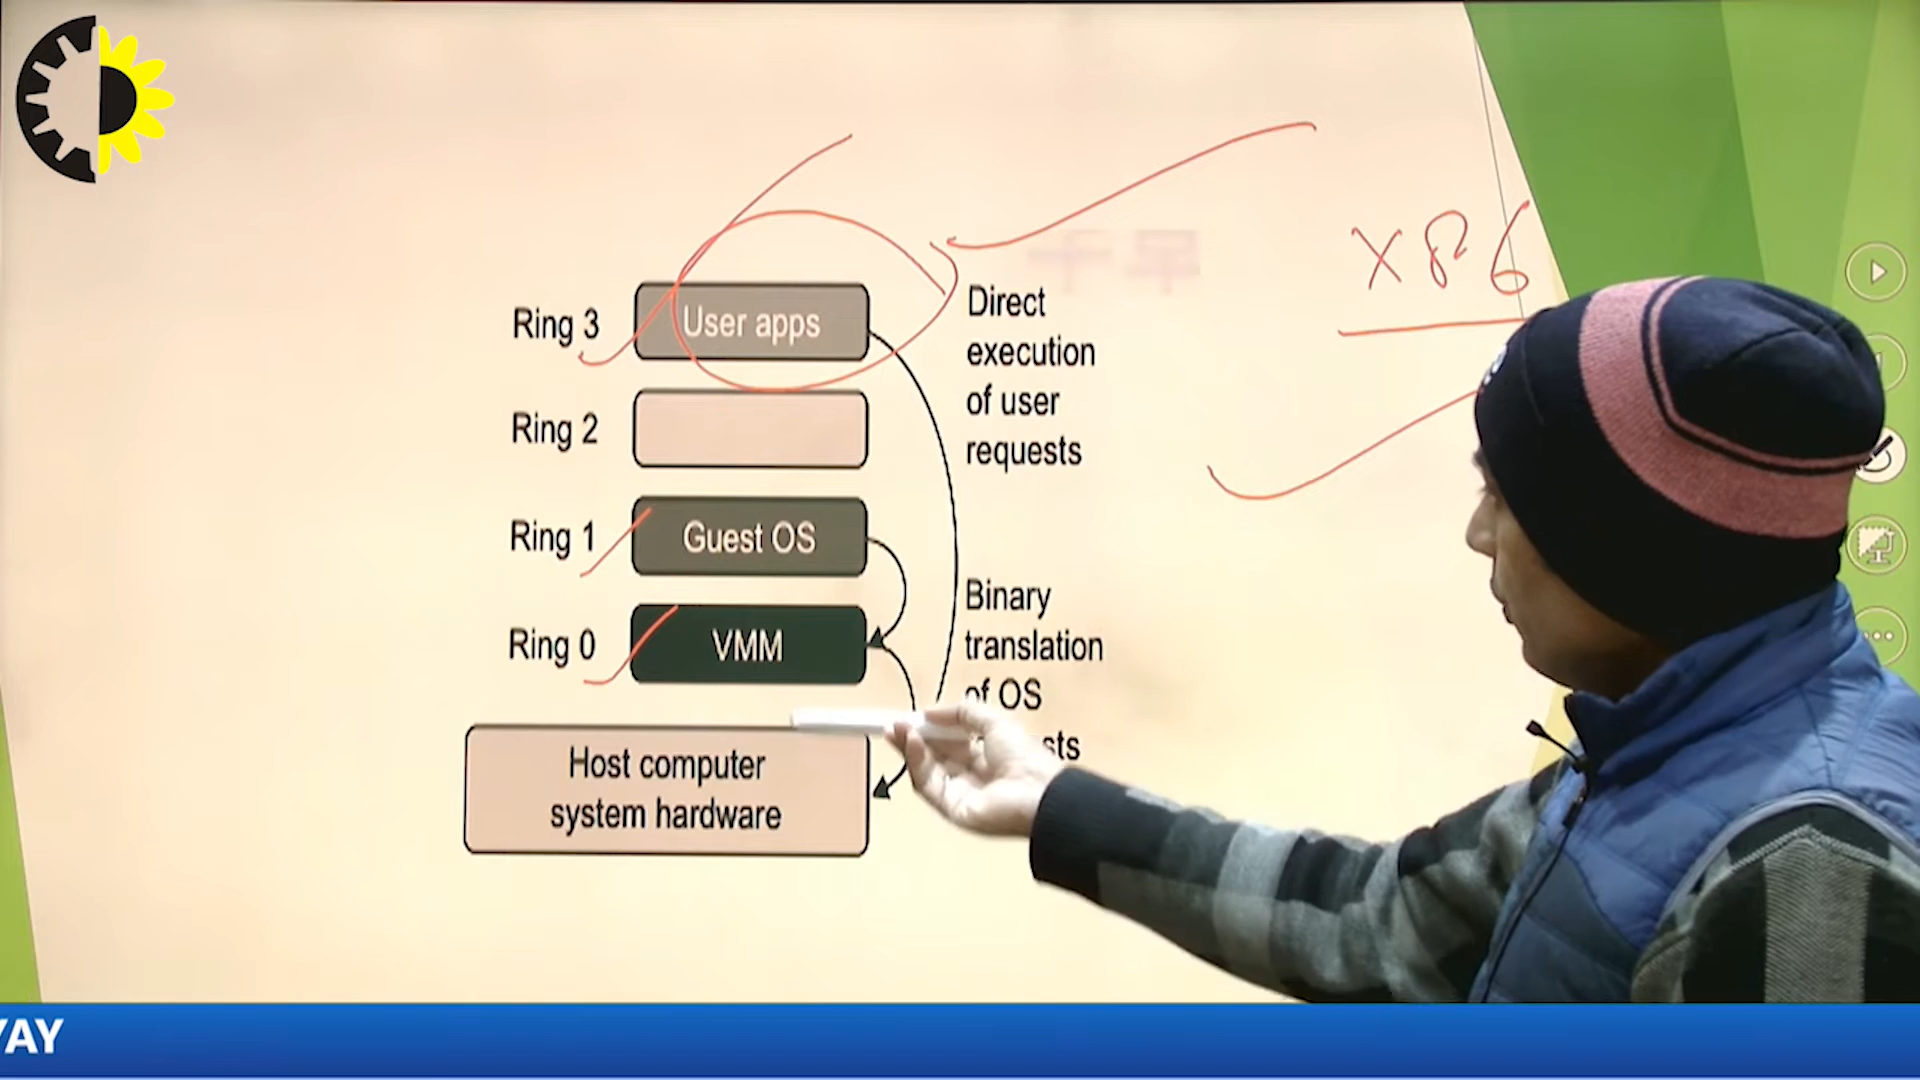 X86
Ring 3
User apps
Direct
execution
of user
requests
Ring 2
Ring 1
Guest OS
Ring 0
VMM
Binary
translation
of OS
Host computer
system hardware
YAY